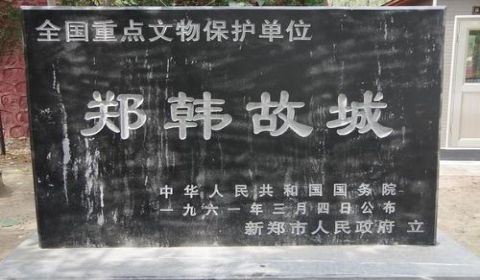 全国重点文物保护单位
郑韩故城
中华人民共和国国务院
一九六一年三月四日公布
新郑市人民政府 立